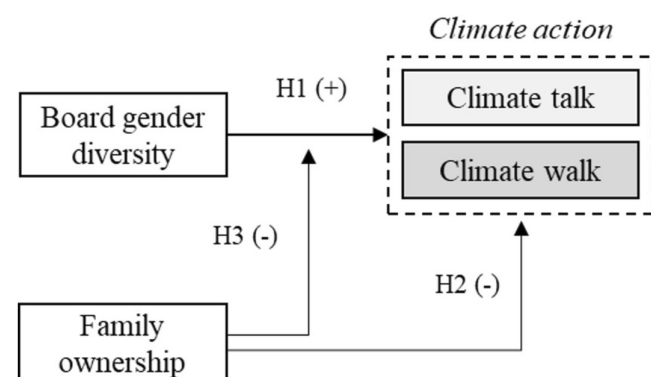 Climate action
H1 (+)
Climate talk
Board gender
diversity
Climate walk
H3 (-)
H2 (-)
Family
ownership